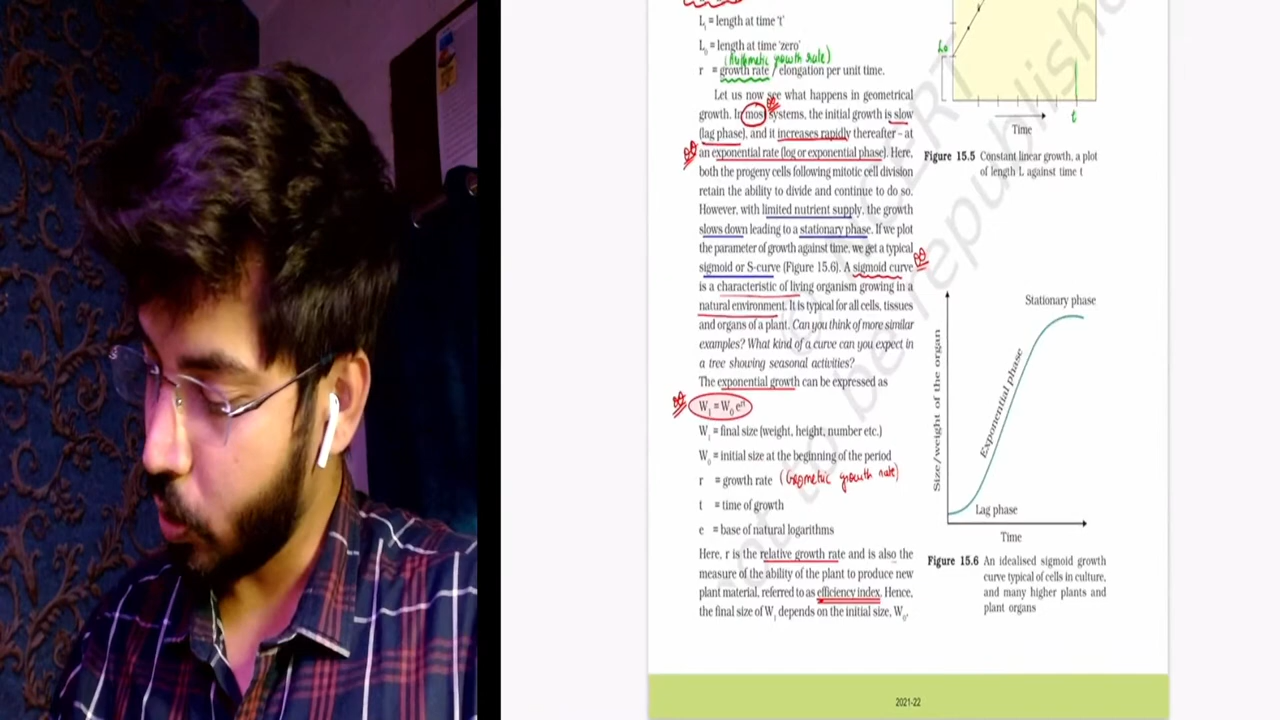 L₁ = length at time 't'
L₀ = length at time 'zero'
(Arithmetic growth rate)
r = growth rate / elongation per unit time.
Let us now see what happens in geometrical
growth. In most systems, the initial growth is slow
(lag phase), and it increases rapidly thereafter – at
an exponential rate (log or exponential phase). Here,
both the progeny cells following mitotic cell division
retain the ability to divide and continue to do so.
However, with limited nutrient supply, the growth
slows down leading to a stationary phase. If we plot
the parameter of growth against time, we get a typical
sigmoid or S-curve (Figure 15.6). A sigmoid curve
is a characteristic of living organism growing in a
natural environment. It is typical for all cells, tissues
and organs of a plant. Can you think of more similar
examples? What kind of a curve can you expect in
a tree showing seasonal activities?
The exponential growth can be expressed as
W₁ = W₀ eʳᵗ
W₁ = final size (weight, height, number etc.)
W₀ = initial size at the beginning of the period
r = growth rate (Geometric growth rate)
t = time of growth
e = base of natural logarithms
Here, r is the relative growth rate and is also the
measure of the ability of the plant to produce new
plant material, referred to as efficiency index. Hence,
the final size of W₁ depends on the initial size, W₀.
L₀
t
Time
Figure 15.5 Constant linear growth, a plot
of length L against time t
Stationary phase
Exponential phase
Size/weight of the organ
Lag phase
Time
Figure 15.6 An idealised sigmoid growth
curve typical of cells in culture,
and many higher plants and
plant organs
2021-22